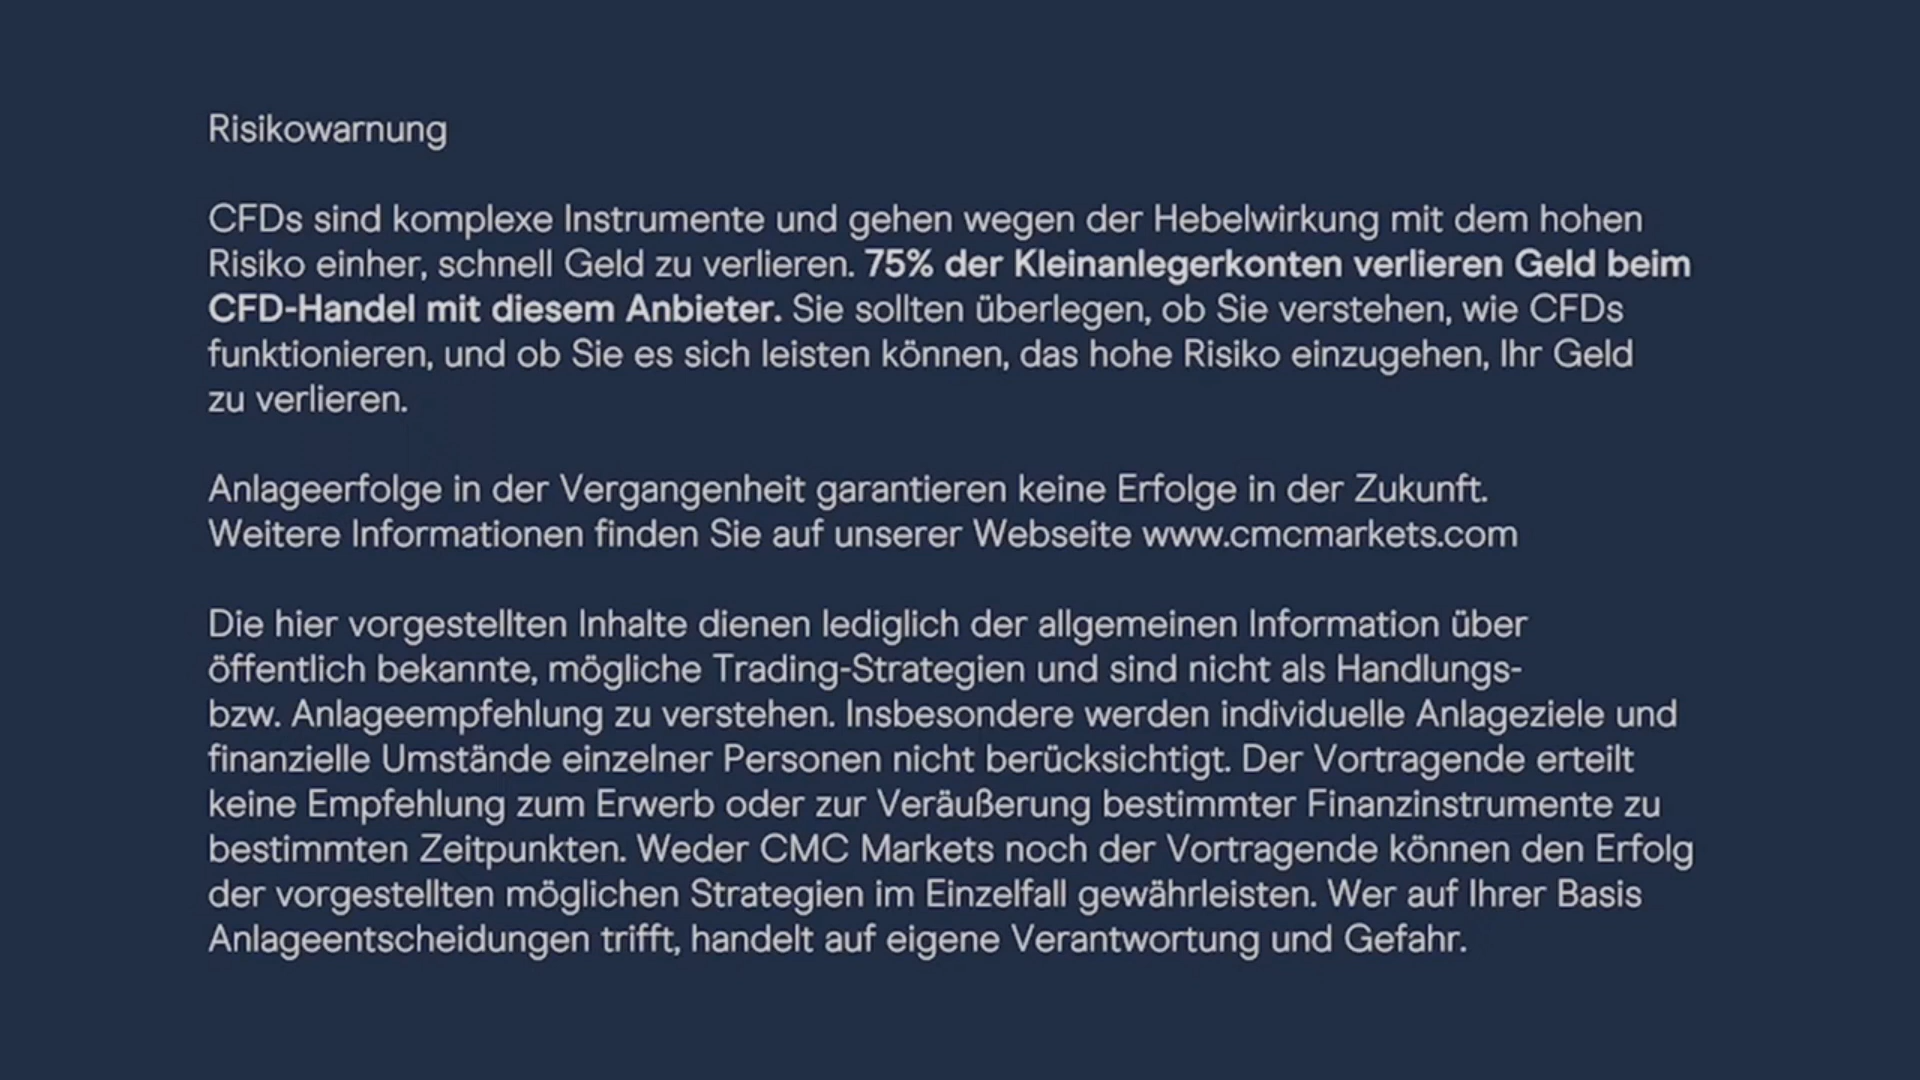 Risikowarnung
CFDs sind komplexe Instrumente und gehen wegen der Hebelwirkung mit dem hohen
Risiko einher, schnell Geld zu verlieren. 75% der Kleinanlegerkonten verlieren Geld beim
CFD-Handel mit diesem Anbieter. Sie sollten überlegen, ob Sie verstehen, wie CFDs
funktionieren, und ob Sie es sich leisten können, das hohe Risiko einzugehen, Ihr Geld
zu verlieren.
Anlageerfolge in der Vergangenheit garantieren keine Erfolge in der Zukunft.
Weitere Informationen finden Sie auf unserer Webseite www.cmcmarkets.com
Die hier vorgestellten Inhalte dienen lediglich der allgemeinen Information über
öffentlich bekannte, mögliche Trading-Strategien und sind nicht als Handlungs-
bzw. Anlageempfehlung zu verstehen. Insbesondere werden individuelle Anlageziele und
finanzielle Umstände einzelner Personen nicht berücksichtigt. Der Vortragende erteilt
keine Empfehlung zum Erwerb oder zur Veräußerung bestimmter Finanzinstrumente zu
bestimmten Zeitpunkten. Weder CMC Markets noch der Vortragende können den Erfolg
der vorgestellten möglichen Strategien im Einzelfall gewährleisten. Wer auf Ihrer Basis
Anlageentscheidungen trifft, handelt auf eigene Verantwortung und Gefahr.